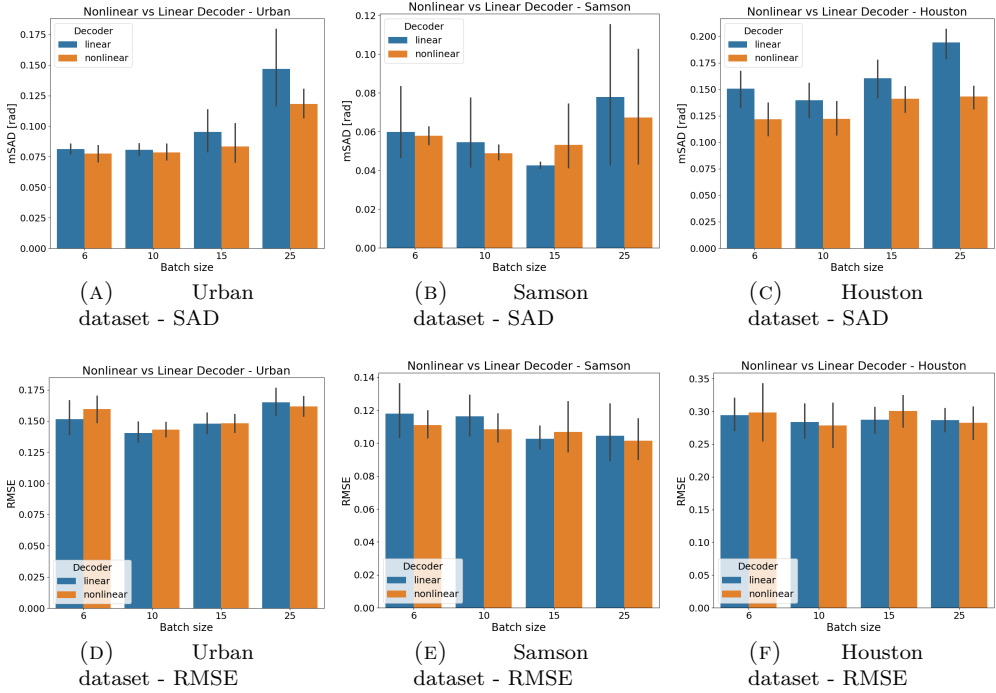 Nonlinear vs Linear Decoder - Urban
Decoder
linear
nonlinear
mSAD [rad]
0.175
0.150
0.125
0.100
0.075
0.050
0.025
0.000
6 10 15 25
Batch size
(A) Urban
dataset - SAD
Nonlinear vs Linear Decoder - Samson
Decoder
linear
nonlinear
mSAD [rad]
0.12
0.10
0.08
0.06
0.04
0.02
0.00
6 10 15 25
Batch size
(B) Samson
dataset - SAD
Nonlinear vs Linear Decoder - Houston
Decoder
linear
nonlinear
mSAD [rad]
0.200
0.175
0.150
0.125
0.100
0.075
0.050
0.025
0.000
6 10 15 25
Batch size
(C) Houston
dataset - SAD
Nonlinear vs Linear Decoder - Urban
RMSE
0.175
0.150
0.125
0.100
0.075
0.050
0.025
0.000
Decoder
linear
nonlinear
6 10 15 25
Batch size
(D) Urban
dataset - RMSE
Nonlinear vs Linear Decoder - Samson
RMSE
0.14
0.12
0.10
0.08
0.06
0.04
0.02
0.00
Decoder
linear
nonlinear
6 10 15 25
Batch size
(E) Samson
dataset - RMSE
Nonlinear vs Linear Decoder - Houston
RMSE
0.35
0.30
0.25
0.20
0.15
0.10
0.05
0.00
Decoder
linear
nonlinear
6 10 15 25
Batch size
(F) Houston
dataset - RMSE